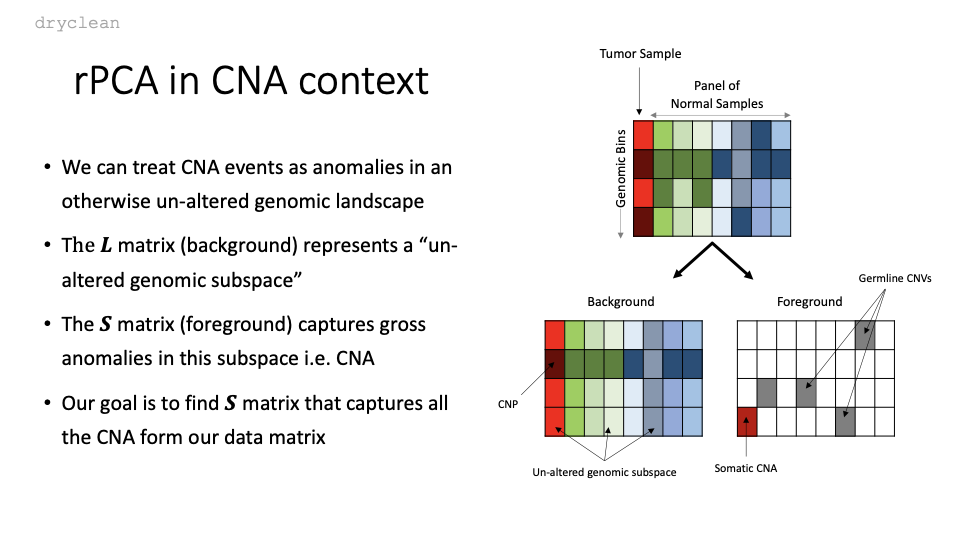 dryclean
rPCA in CNA context
• We can treat CNA events as anomalies in an
otherwise un-altered genomic landscape
• The L matrix (background) represents a “un-
altered genomic subspace”
• The S matrix (foreground) captures gross
anomalies in this subspace i.e. CNA
• Our goal is to find S matrix that captures all
the CNA form our data matrix
Tumor Sample
Panel of
Normal Samples
Genomic Bins
Background
Foreground
Germline CNVs
CNP
Un-altered genomic subspace
Somatic CNA